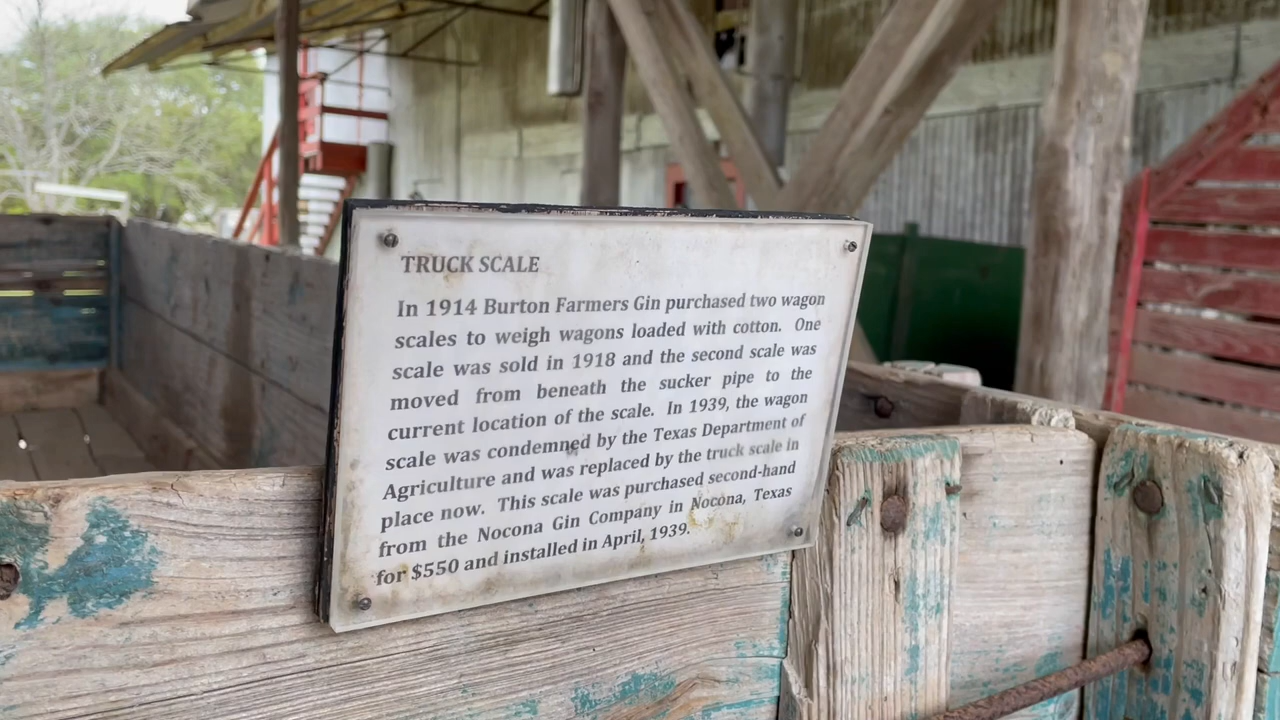 TRUCK SCALE
In 1914 Burton Farmers Gin purchased two wagon
scales to weigh wagons loaded with cotton. One
scale was sold in 1918 and the second scale was
moved from beneath the sucker pipe to the
current location of the scale. In 1939, the wagon
scale was condemned by the Texas Department of
Agriculture and was replaced by the truck scale in
place now. This scale was purchased second-hand
from the Nocona Gin Company in Nocona, Texas
for $550 and installed in April, 1939.